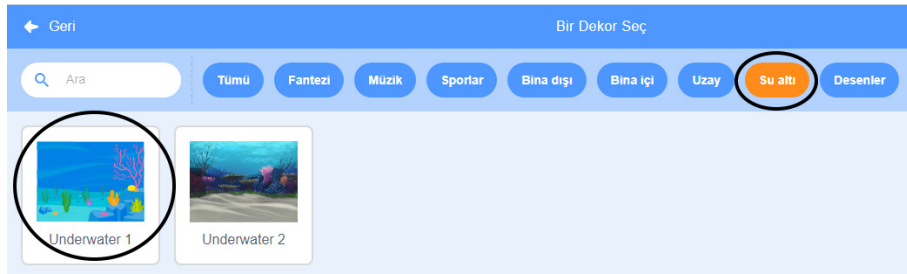 Geri
Bir Dekor Seç
Ara
Tümü Fantezi Müzik Sporlar Bina dışı Bina içi Uzay Su altı Desenler
Underwater 1 Underwater 2